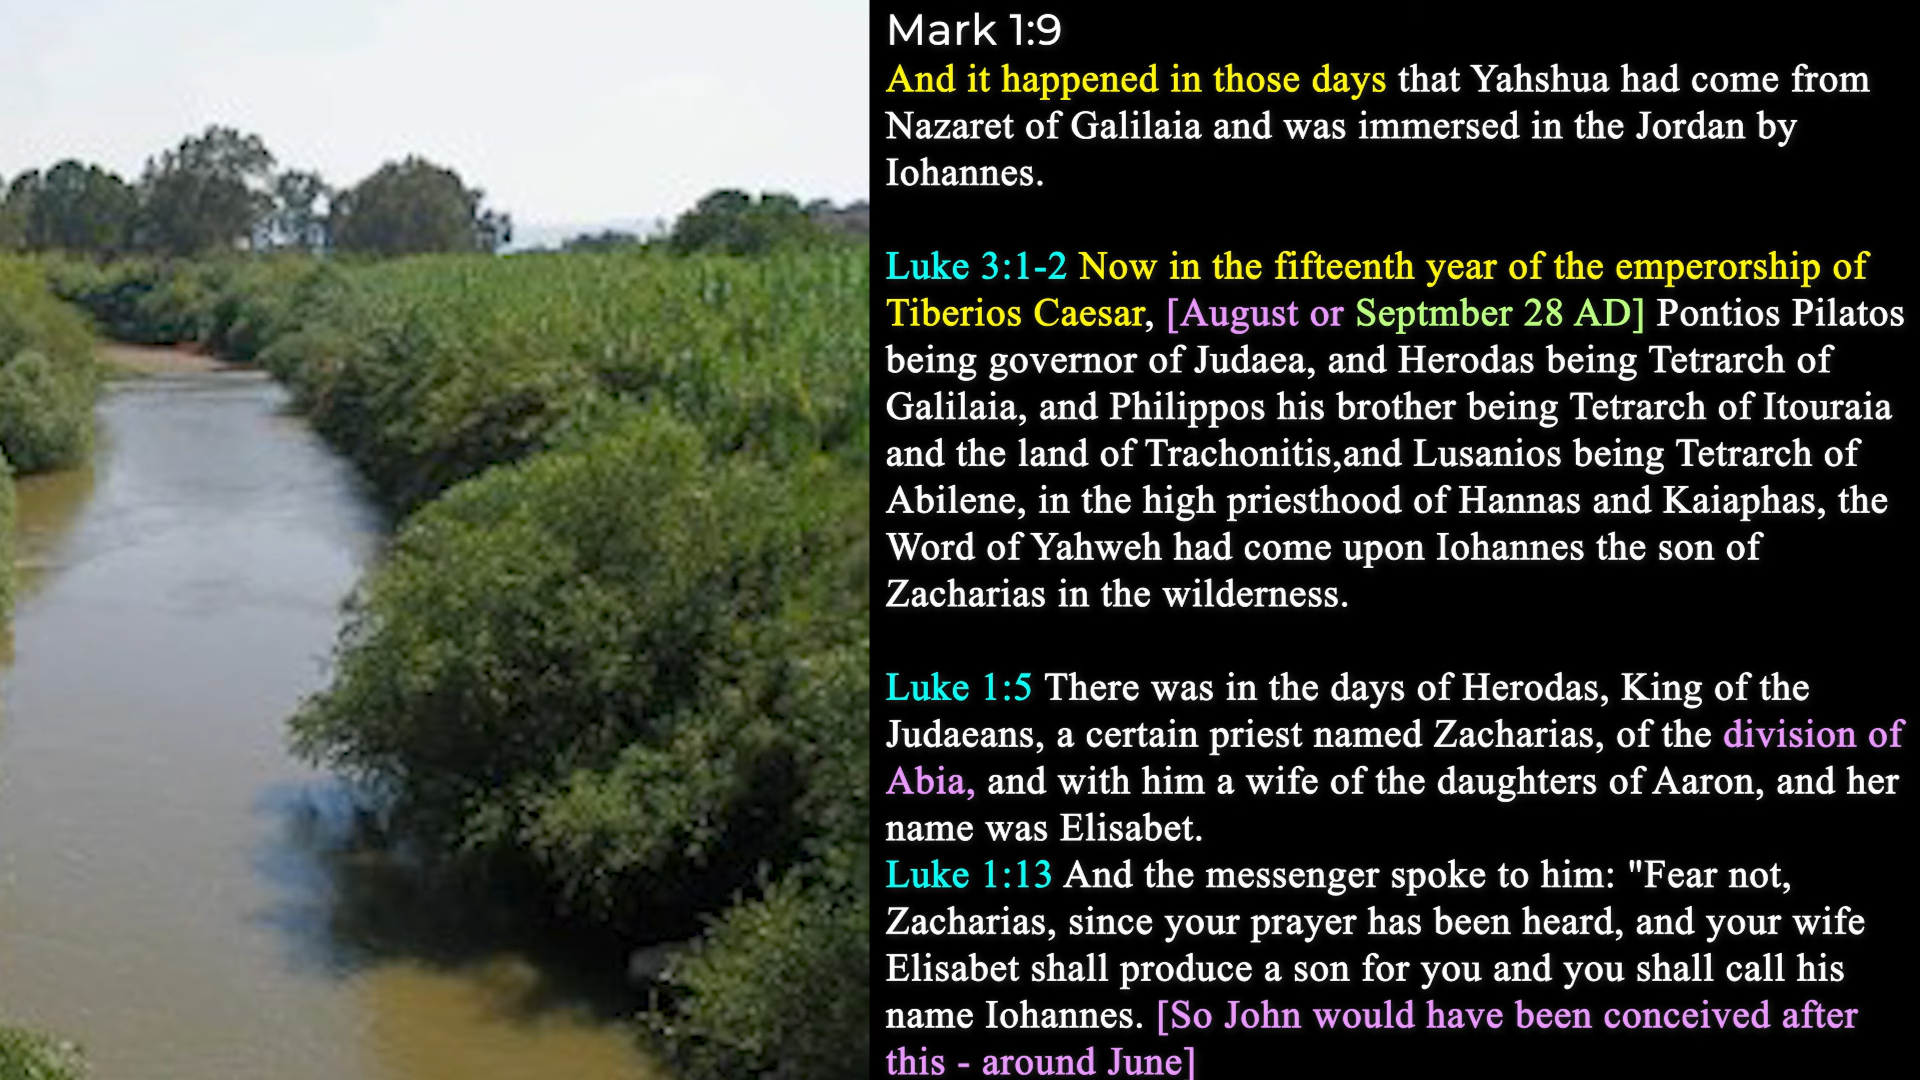 Mark 1:9
And it happened in those days that Yahshua had come from
Nazaret of Galilaia and was immersed in the Jordan by
Iohannes.
Luke 3:1-2 Now in the fifteenth year of the emperorship of
Tiberios Caesar, [August or Septmber 28 AD] Pontios Pilatos
being governor of Judaea, and Herodas being Tetrarch of
Galilaia, and Philippos his brother being Tetrarch of Itouraia
and the land of Trachonitis,and Lusanios being Tetrarch of
Abilene, in the high priesthood of Hannas and Kaiaphas, the
Word of Yahweh had come upon Iohannes the son of
Zacharias in the wilderness.
Luke 1:5 There was in the days of Herodas, King of the
Judaeans, a certain priest named Zacharias, of the division of
Abia, and with him a wife of the daughters of Aaron, and her
name was Elisabet.
Luke 1:13 And the messenger spoke to him: "Fear not,
Zacharias, since your prayer has been heard, and your wife
Elisabet shall produce a son for you and you shall call his
name Iohannes. [So John would have been conceived after
this - around June]